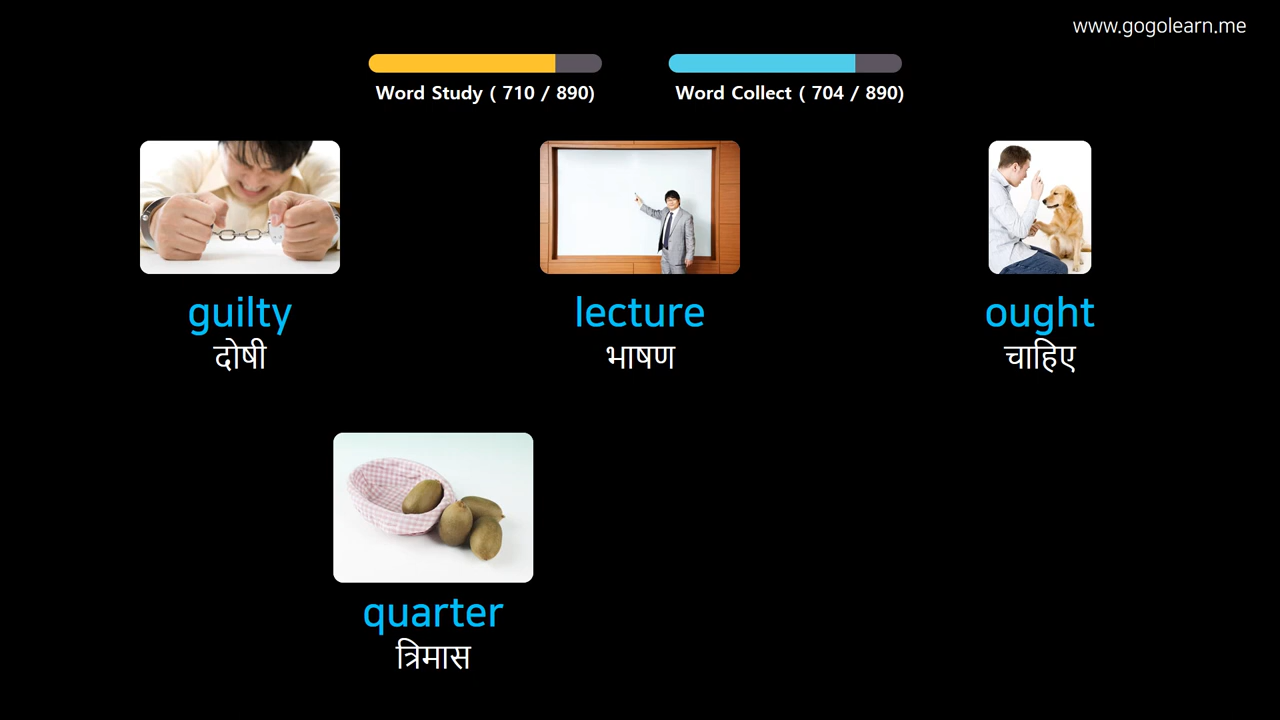 www.gogolearn.me
Word Study ( 710 / 890)
Word Collect ( 704 / 890)
guilty
दोषी
lecture
भाषण
ought
चाहिए
quarter
त्रिमास